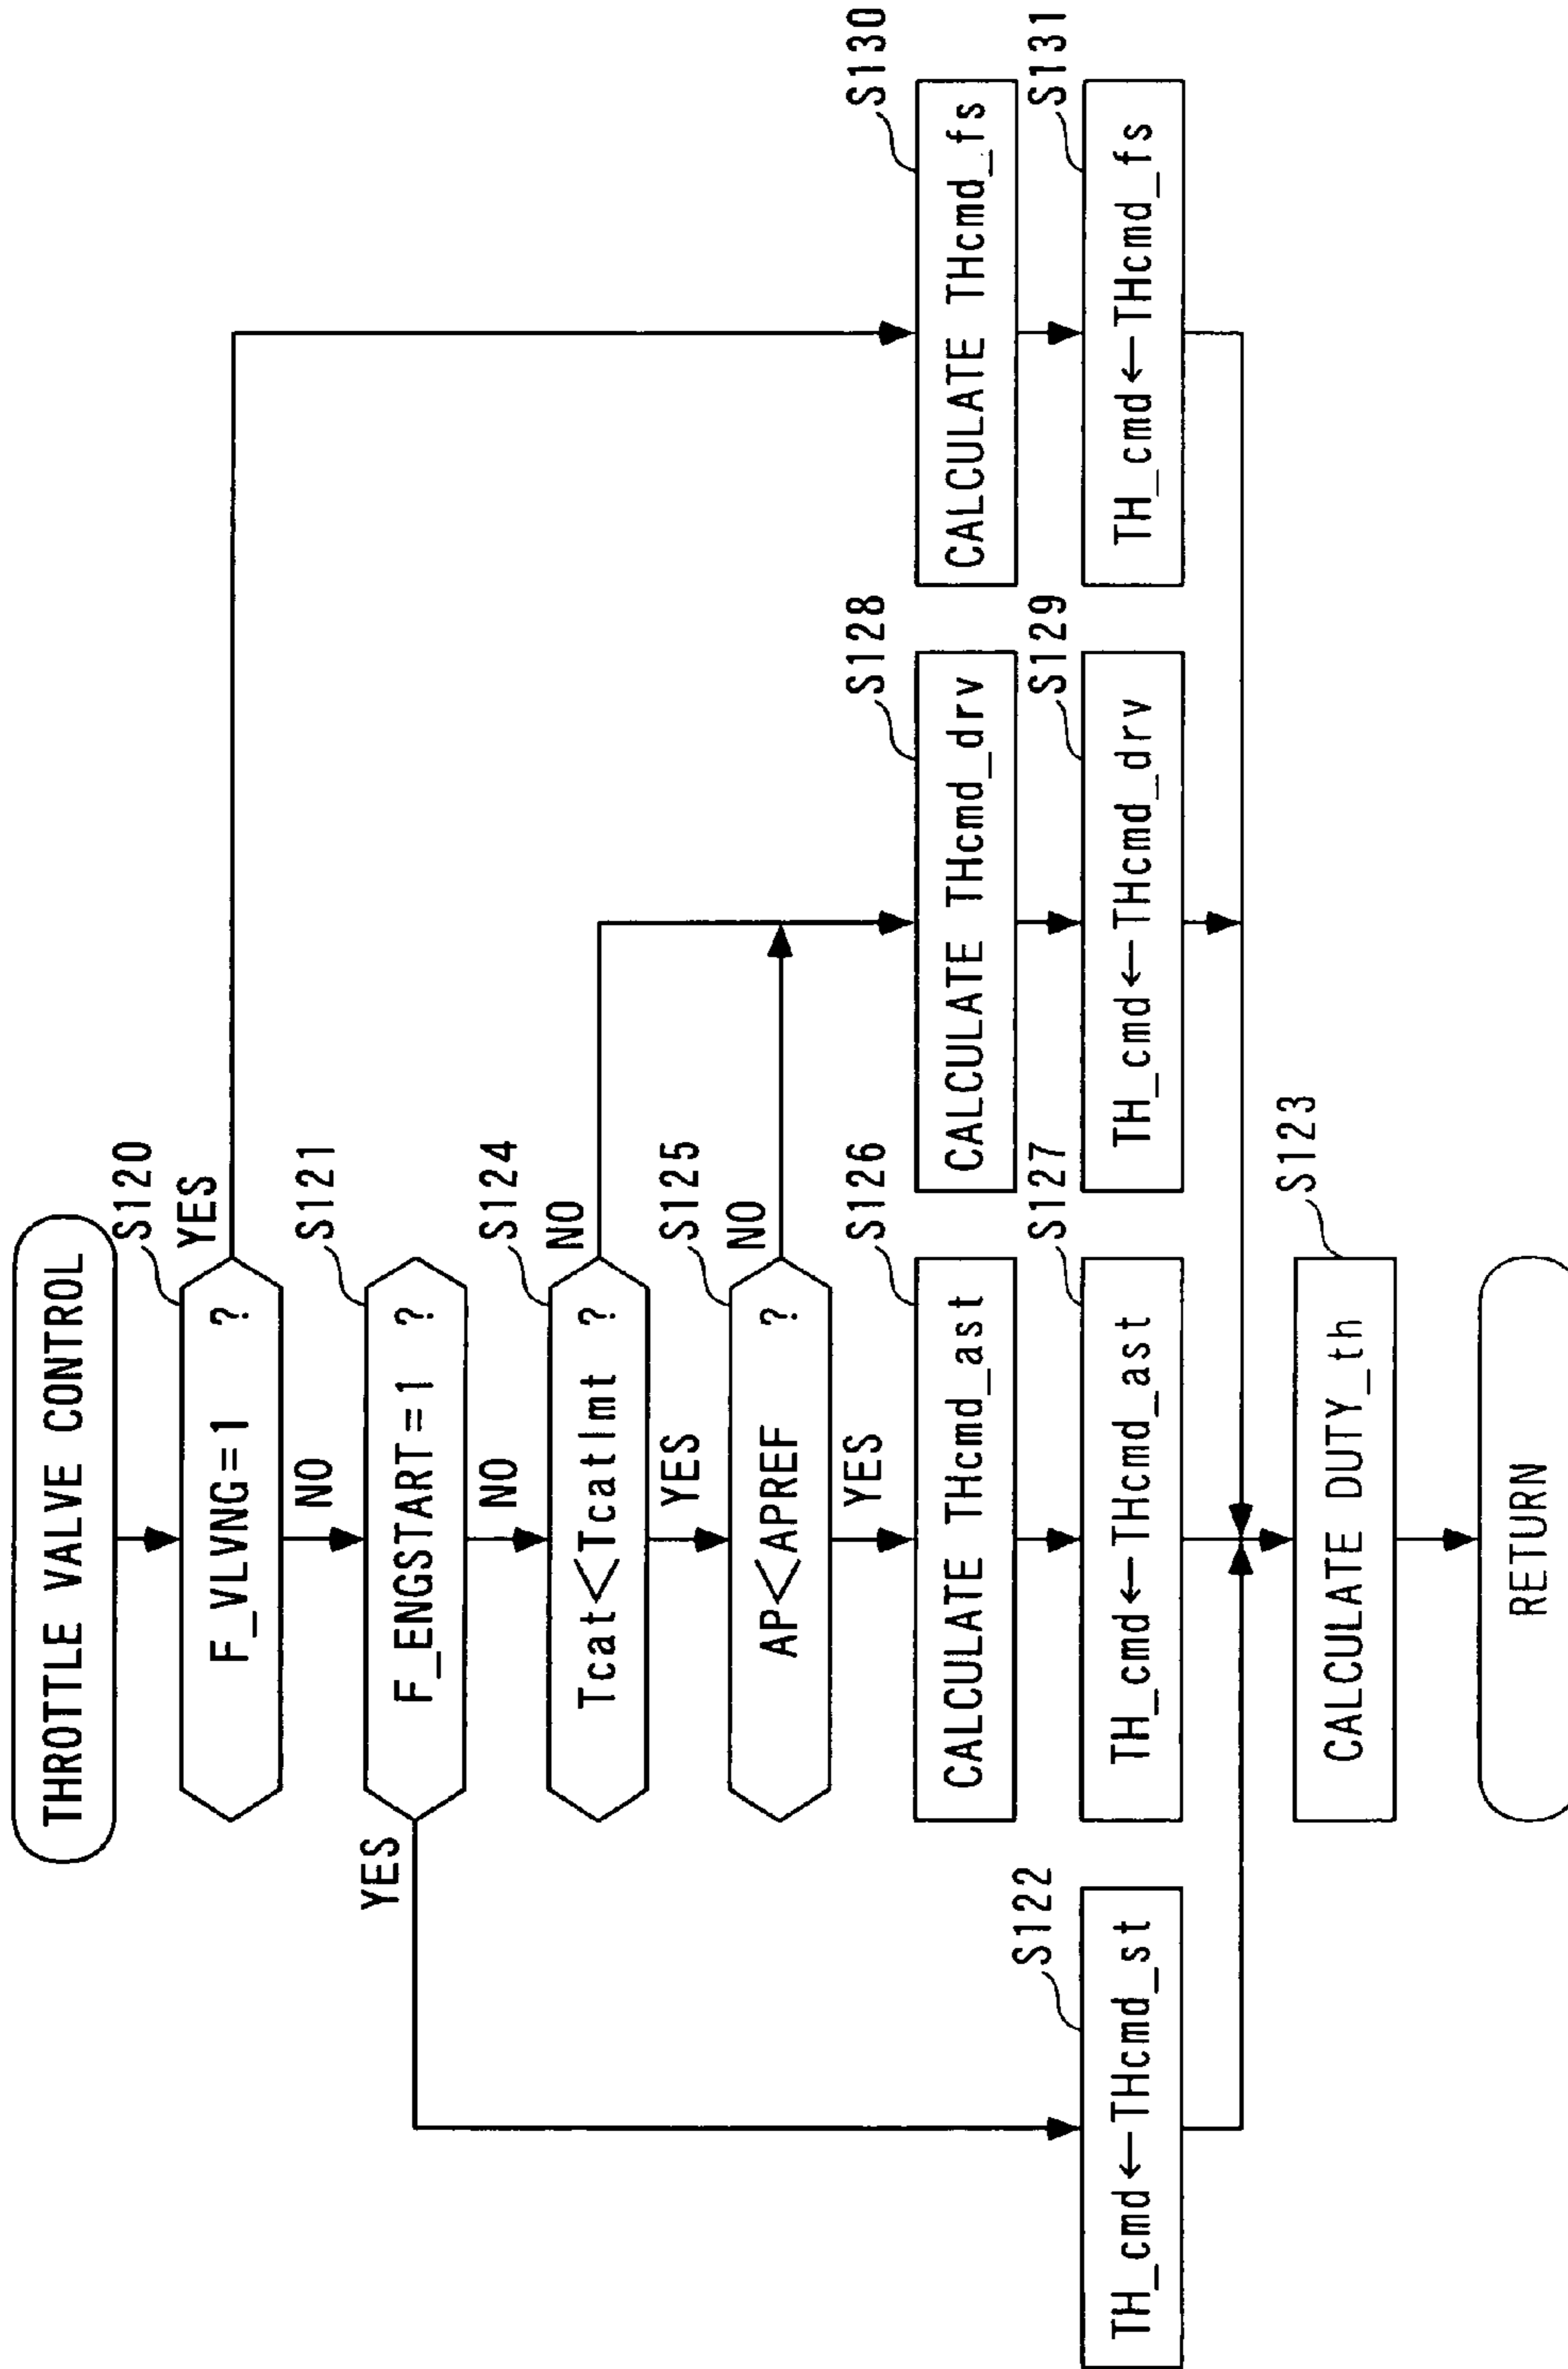 THROTTLE VALVE CONTROL
S120
F_VLVNG=1 ?
YES
NO
S121
F_ENGSTART=1 ?
YES
NO
S124
Tcat<Tcatlmt ?
NO
YES
S125
AP<APREF ?
NO
YES
S126
CALCULATE THcmd_ast
S128
CALCULATE THcmd_drv
S130
CALCULATE THcmd_fs
S122
TH_cmd←THcmd_st
S127
TH_cmd←THcmd_ast
S129
TH_cmd←THcmd_drv
S131
TH_cmd←THcmd_fs
S123
CALCULATE DUTY_th
RETURN